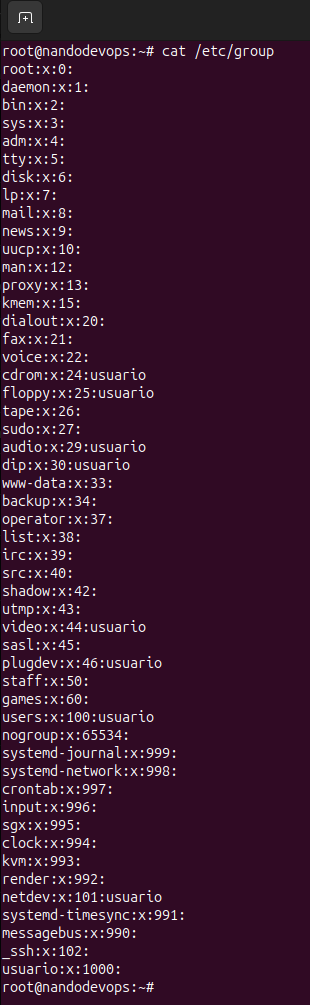 root@nandodevops:~# cat /etc/group
root:x:0:
daemon:x:1:
bin:x:2:
sys:x:3:
adm:x:4:
tty:x:5:
disk:x:6:
lp:x:7:
mail:x:8:
news:x:9:
uucp:x:10:
man:x:12:
proxy:x:13:
kmem:x:15:
dialout:x:20:
fax:x:21:
voice:x:22:
cdrom:x:24:usuario
floppy:x:25:usuario
tape:x:26:
sudo:x:27:
audio:x:29:usuario
dip:x:30:usuario
www-data:x:33:
backup:x:34:
operator:x:37:
list:x:38:
irc:x:39:
src:x:40:
shadow:x:42:
utmp:x:43:
video:x:44:usuario
sasl:x:45:
plugdev:x:46:usuario
staff:x:50:
games:x:60:
users:x:100:usuario
nogroup:x:65534:
systemd-journal:x:999:
systemd-network:x:998:
crontab:x:997:
input:x:996:
sgx:x:995:
clock:x:994:
kvm:x:993:
render:x:992:
netdev:x:101:usuario
systemd-timesync:x:991:
messagebus:x:990:
_ssh:x:102:
usuario:x:1000:
root@nandodevops:~#